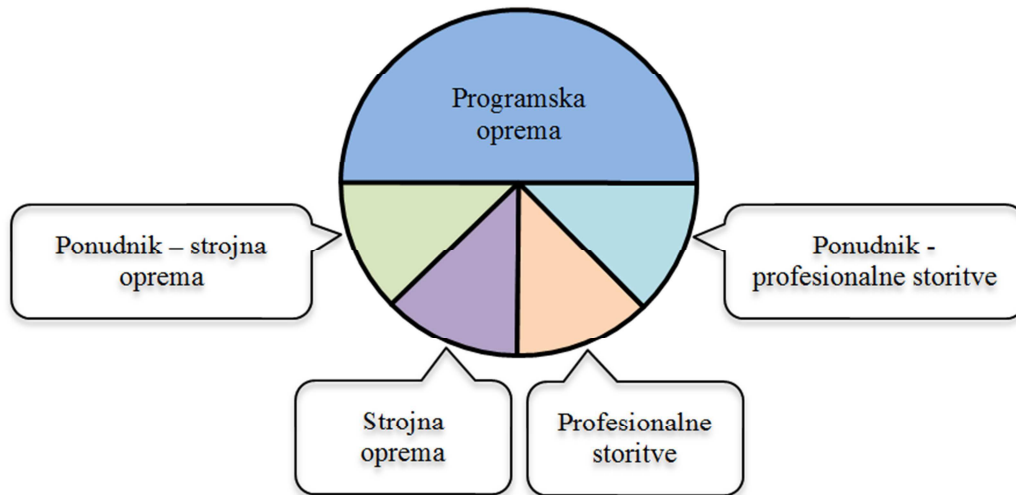 Programska
oprema
Ponudnik – strojna
oprema
Ponudnik -
profesionalne storitve
Strojna
oprema
Profesionalne
storitve